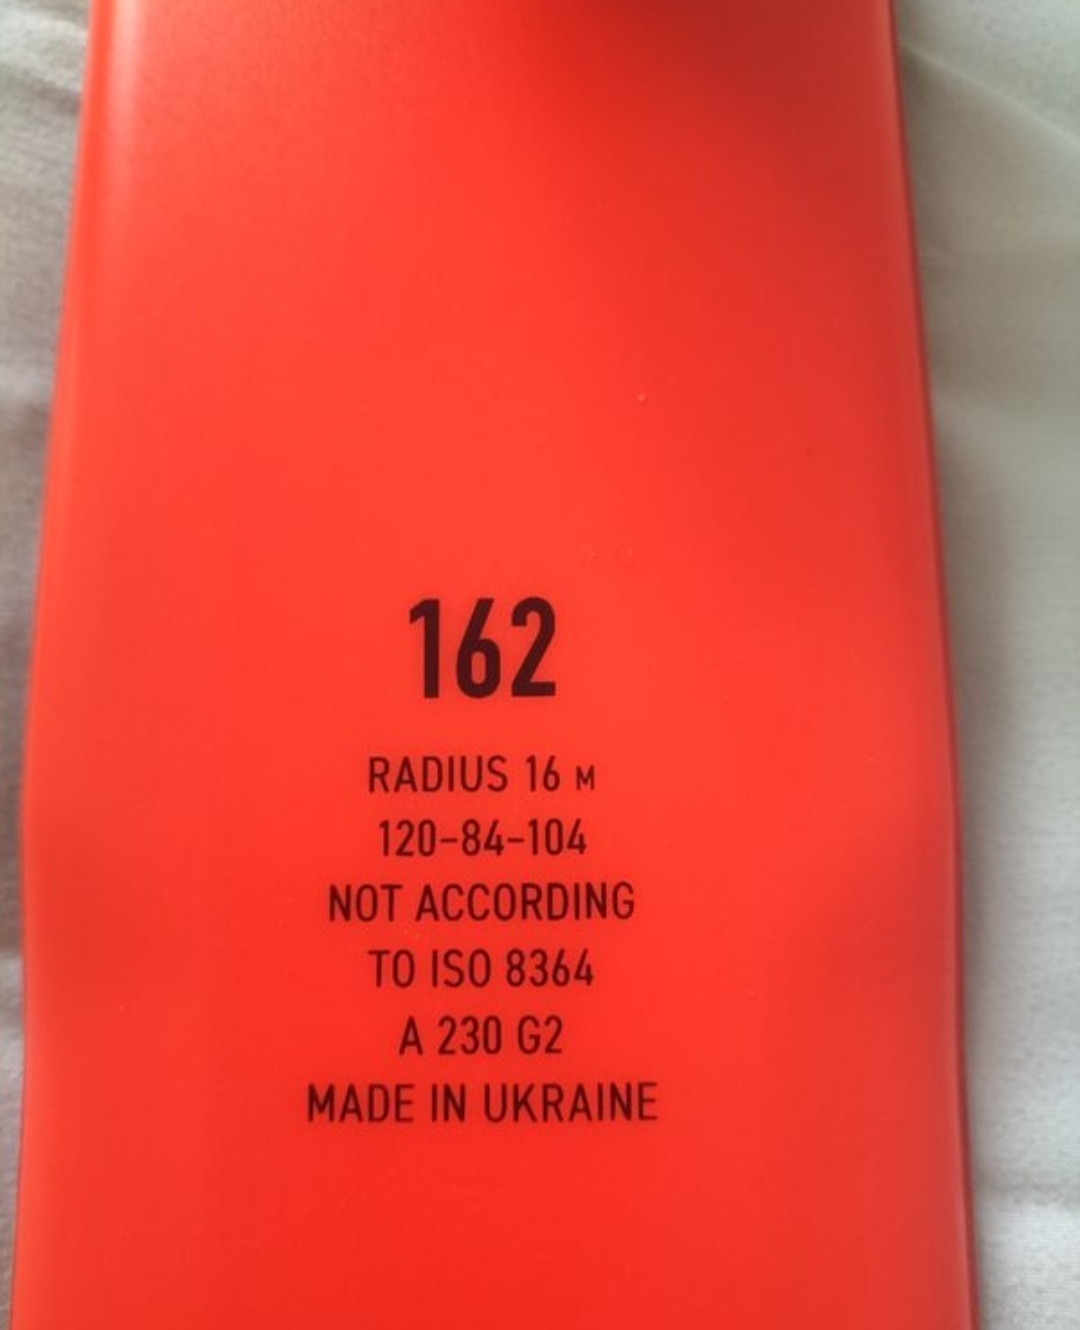 162
RADIUS 16 M
120-84-104
NOT ACCORDING
TO ISO 8364
A 230 G2
MADE IN UKRAINE